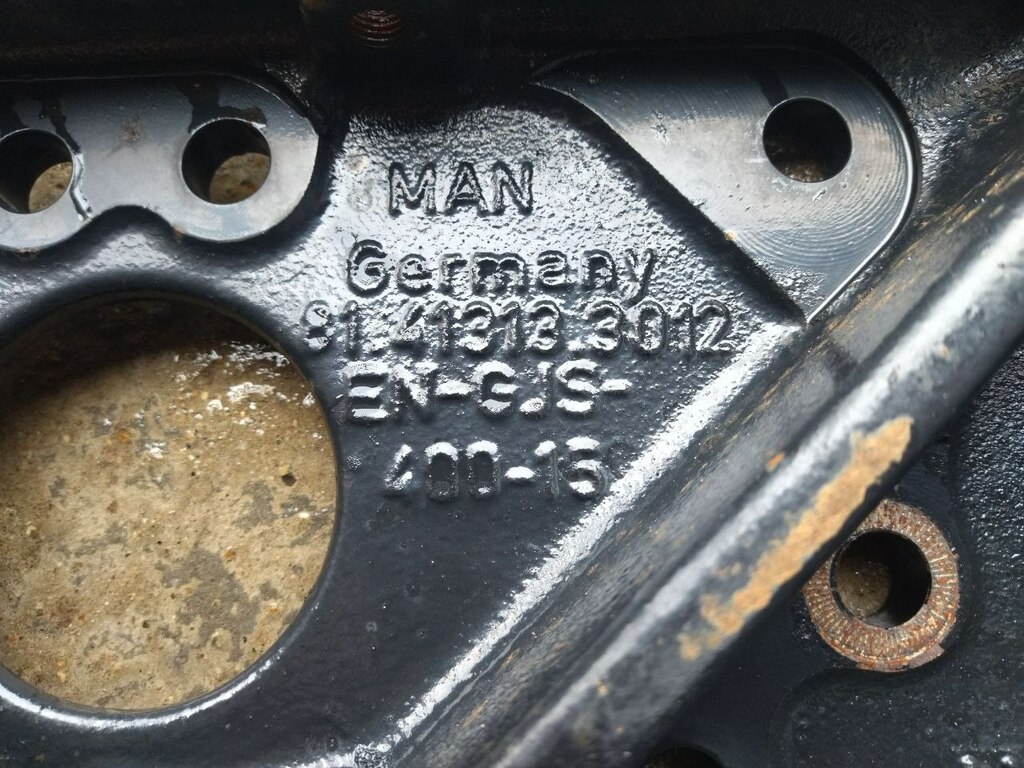 MAN
Germany
81.41313.3012
EN-GJS-
400-15